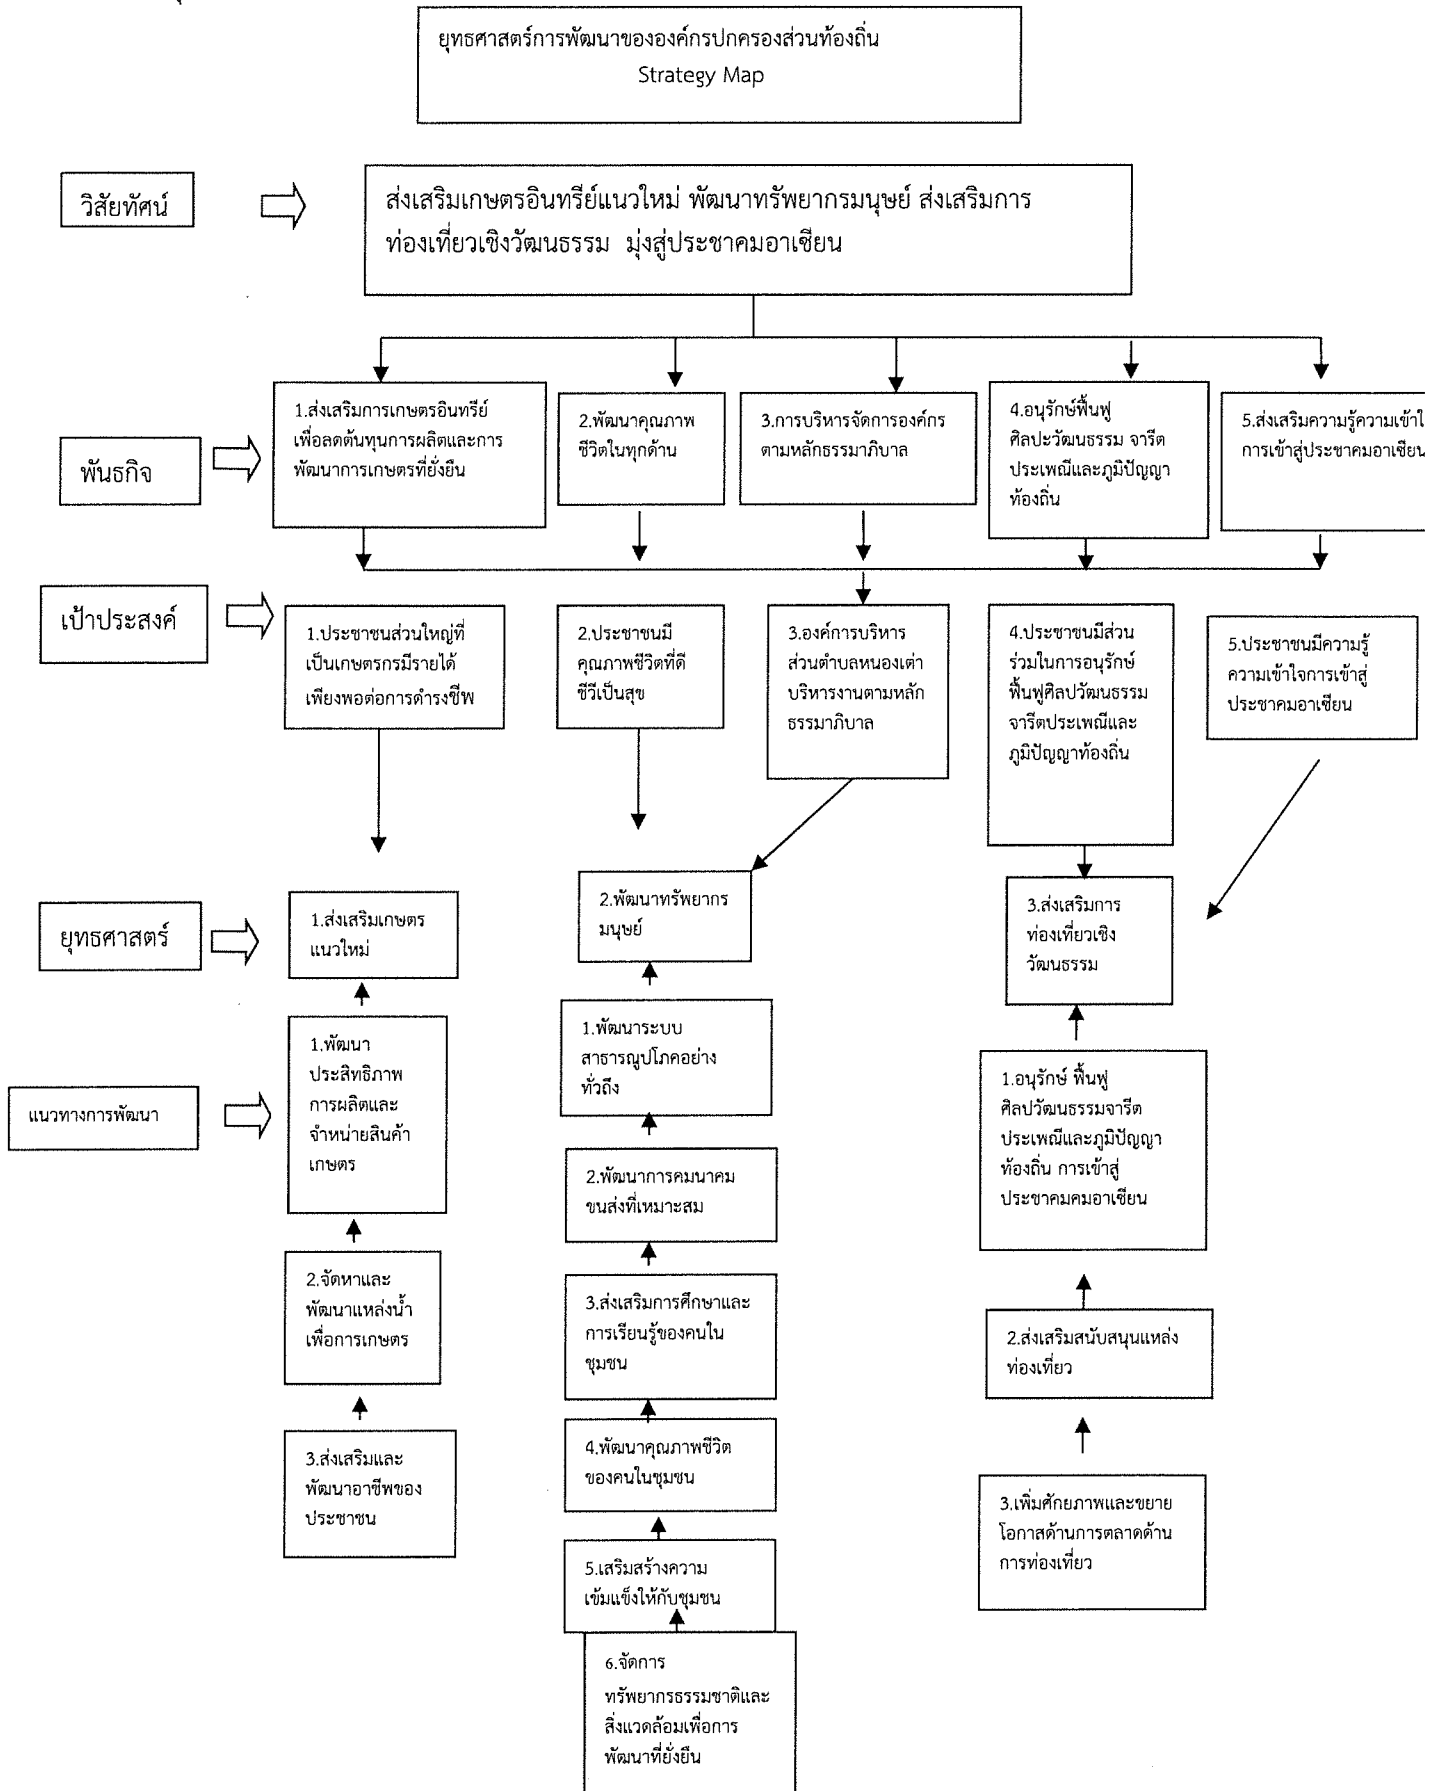 ยุทธศาสตร์การพัฒนาขององค์กรปกครองส่วนท้องถิ่น
Strategy Map
วิสัยทัศน์
ส่งเสริมเกษตรอินทรีย์แนวใหม่ พัฒนาทรัพยากรมนุษย์ ส่งเสริมการ
ท่องเที่ยวเชิงวัฒนธรรม มุ่งสู่ประชาคมอาเซียน
พันธกิจ
1.ส่งเสริมการเกษตรอินทรีย์
เพื่อลดต้นทุนการผลิตและการ
พัฒนาการเกษตรที่ยั่งยืน
2.พัฒนาคุณภาพ
ชีวิตในทุกด้าน
3.การบริหารจัดการองค์กร
ตามหลักธรรมาภิบาล
4.อนุรักษ์ฟื้นฟู
ศิลปะวัฒนธรรม จารีต
ประเพณีและภูมิปัญญา
ท้องถิ่น
5.ส่งเสริมความรู้ความเข้าใ
การเข้าสู่ประชาคมอาเซียน
เป้าประสงค์
1.ประชาชนส่วนใหญ่ที่
เป็นเกษตรกรมีรายได้
เพียงพอต่อการดำรงชีพ
2.ประชาชนมี
คุณภาพชีวิตที่ดี
ชีวีเป็นสุข
3.องค์การบริหาร
ส่วนตำบลหนองเต่า
บริหารงานตามหลัก
ธรรมาภิบาล
4.ประชาชนมีส่วน
ร่วมในการอนุรักษ์
ฟื้นฟูศิลปวัฒนธรรม
จารีตประเพณีและ
ภูมิปัญญาท้องถิ่น
5.ประชาชนมีความรู้
ความเข้าใจการเข้าสู่
ประชาคมอาเซียน
ยุทธศาสตร์
1.ส่งเสริมเกษตร
แนวใหม่
2.พัฒนาทรัพยากร
มนุษย์
3.ส่งเสริมการ
ท่องเที่ยวเชิง
วัฒนธรรม
แนวทางการพัฒนา
1.พัฒนา
ประสิทธิภาพ
การผลิตและ
จำหน่ายสินค้า
เกษตร
2.จัดหาและ
พัฒนาแหล่งน้ำ
เพื่อการเกษตร
3.ส่งเสริมและ
พัฒนาอาชีพของ
ประชาชน
1.พัฒนาระบบ
สาธารณูปโภคอย่าง
ทั่วถึง
2.พัฒนาการคมนาคม
ขนส่งที่เหมาะสม
3.ส่งเสริมการศึกษาและ
การเรียนรู้ของคนใน
ชุมชน
4.พัฒนาคุณภาพชีวิต
ของคนในชุมชน
5.เสริมสร้างความ
เข้มแข็งให้กับชุมชน
6.จัดการ
ทรัพยากรธรรมชาติและ
สิ่งแวดล้อมเพื่อการ
พัฒนาที่ยั่งยืน
1.อนุรักษ์ ฟื้นฟู
ศิลปวัฒนธรรมจารีต
ประเพณีและภูมิปัญญา
ท้องถิ่น การเข้าสู่
ประชาคมคมอาเซียน
2.ส่งเสริมสนับสนุนแหล่ง
ท่องเที่ยว
3.เพิ่มศักยภาพและขยาย
โอกาสด้านการตลาดด้าน
การท่องเที่ยว